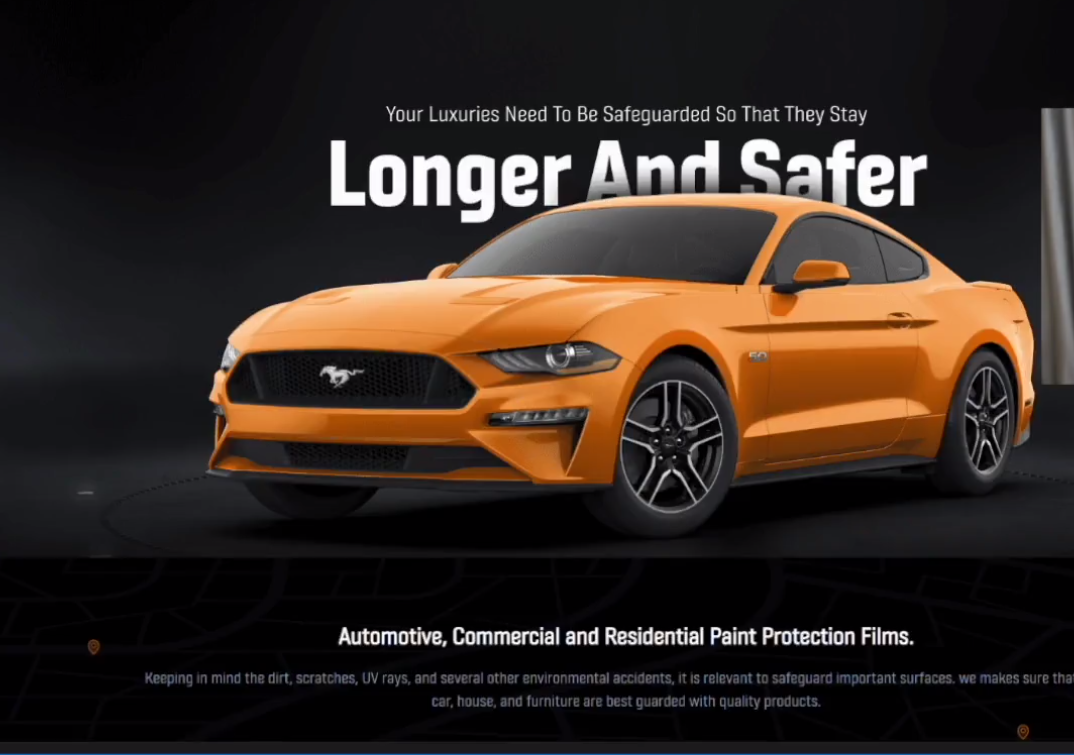 Your Luxuries Need To Be Safeguarded So That They Stay
Longer And Safer
5.0
Automotive, Commercial and Residential Paint Protection Films.
Keeping in mind the dirt, scratches, UV rays, and several other environmental accidents, it is relevant to safeguard important surfaces. we makes sure that
car, house, and furniture are best guarded with quality products.